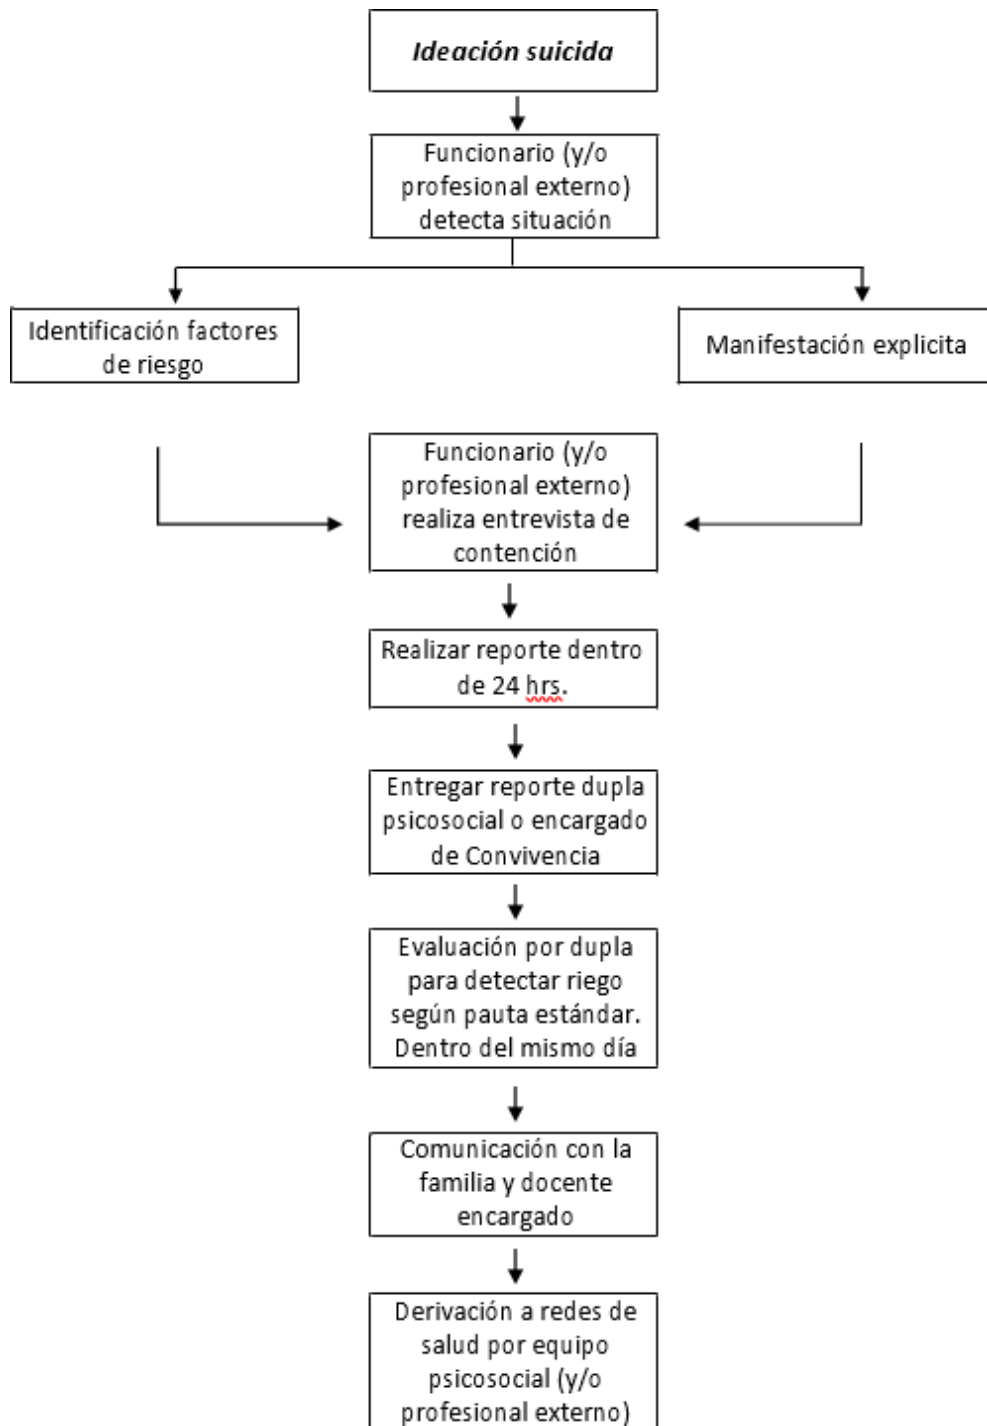 Ideación suicida
Funcionario (y/o
profesional externo)
detecta situación
Identificación factores
de riesgo
Manifestación explicita
Funcionario (y/o
profesional externo)
realiza entrevista de
contención
Realizar reporte dentro
de 24 hrs.
Entregar reporte dupla
psicosocial o encargado
de Convivencia
Evaluación por dupla
para detectar riego
según pauta estándar.
Dentro del mismo día
Comunicación con la
familia y docente
encargado
Derivación a redes de
salud por equipo
psicosocial (y/o
profesional externo)